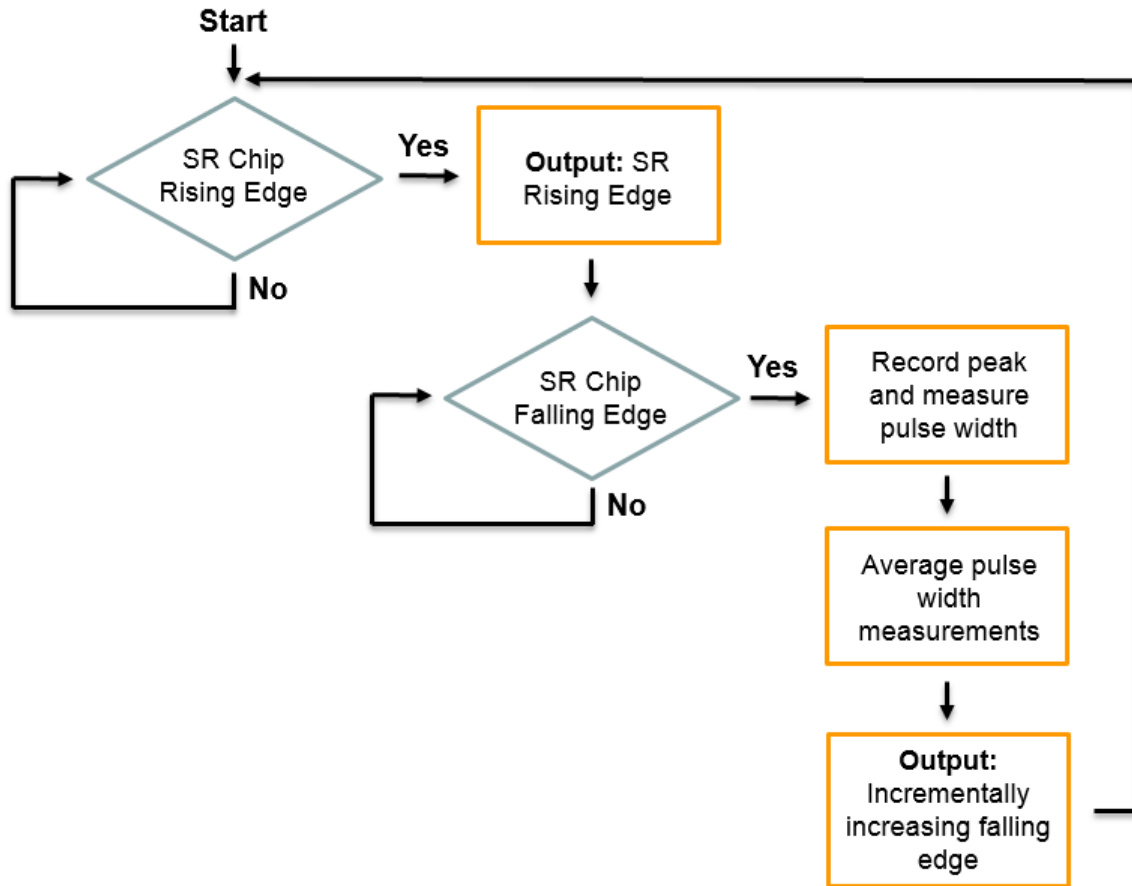 Start
SR Chip
Rising Edge
Yes
Output: SR
Rising Edge
No
SR Chip
Falling Edge
Yes
Record peak
and measure
pulse width
No
Average pulse
width
measurements
Output:
Incrementally
increasing falling
edge